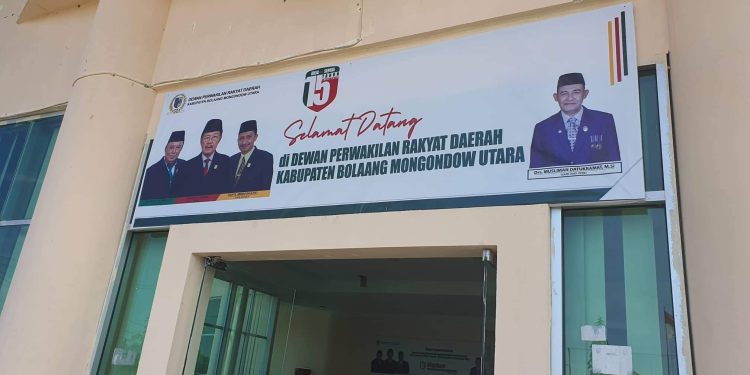 DEWAN PERWAKILAN RAKYAT DAERAH
KABUPATEN BOLAANG MONGONDOW UTARA
15
Selamat Datang
di DEWAN PERWAKILAN RAKYAT DAERAH
KABUPATEN BOLAANG MONGONDOW UTARA
Drs. MUSLIMAN DATUKRAMAT, M.Si